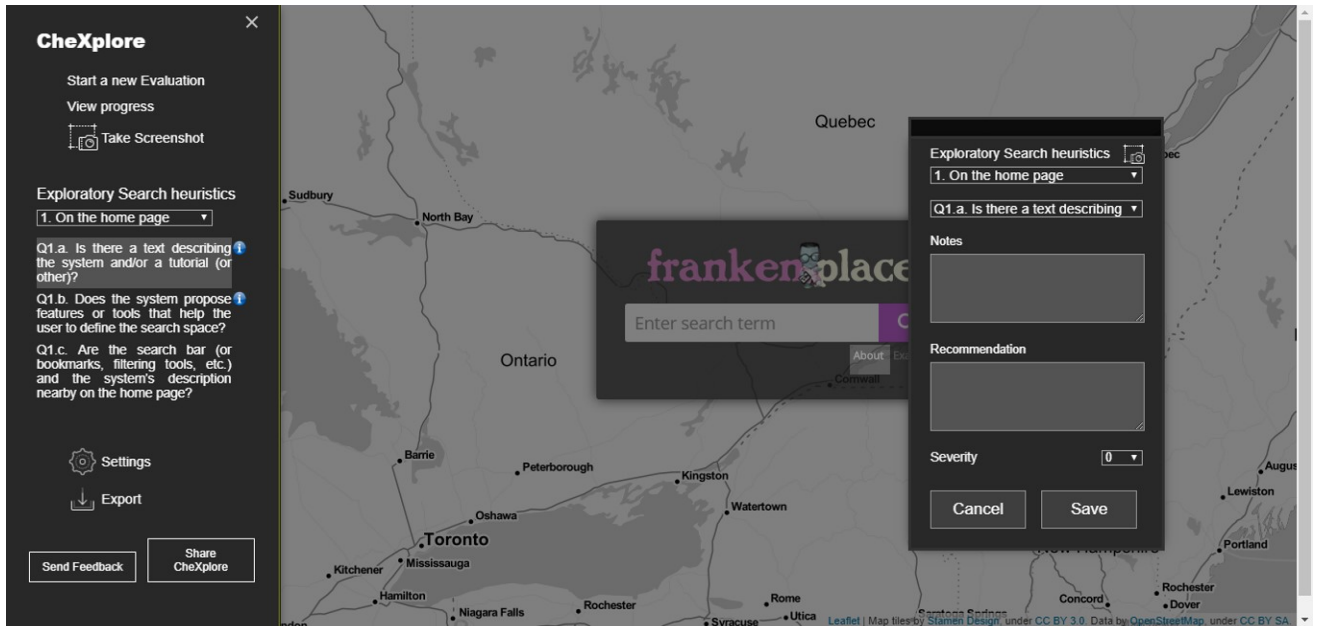 CheXplore
Start a new Evaluation
View progress
Take Screenshot
Exploratory Search heuristics
1. On the home page
Q1.a. Is there a text describing
the system and/or a tutorial (or
other)?
Q1.b. Does the system propose
features or tools that help the
user to define the search space?
Q1.c. Are the search bar (or
bookmarks, filtering tools, etc.)
and the system's description
nearby on the home page?
Settings
Export
Send Feedback
Share
CheXplore
Quebec
Sudbury
North Bay
Ontario
frankenplace
Enter search term
About
Cornwall
Barrie
Peterborough
Kingston
Watertown
Oshawa
Toronto
Mississauga
Kitchener
Hamilton
Niagara Falls
Rochester
Rome
Utica
Syracuse
Saratoga Springs
Concord
Rochester
Dover
Portland
Lewiston
New Hampshire
Exploratory Search heuristics
1. On the home page
Q1.a. Is there a text describing
Notes
Recommendation
Severity
0
Cancel
Save
Leaflet | Map tiles by Stamen Design, under CC BY 3.0. Data by OpenStreetMap, under CC BY SA.